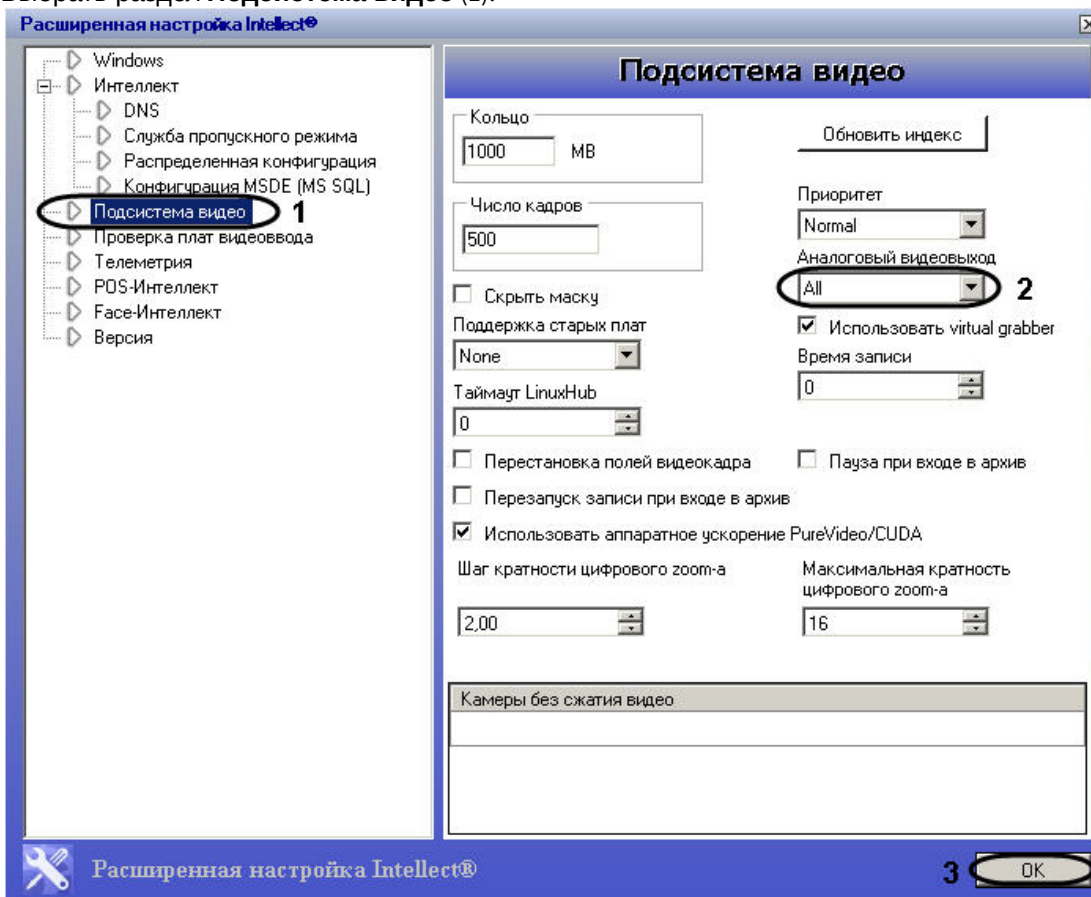 Выбрать раздел Подсистема видео (1).
Расширенная настройка Intellect®
Windows
Интеллект
DNS
Служба пропускного режима
Распределенная конфигурация
Конфигурация MSDE (MS SQL)
Подсистема видео 1
Проверка плат видеоввода
Телеметрия
POS-Интеллект
Face-Интеллект
Версия
Подсистема видео
Кольцо
1000 MB
Обновить индекс
Число кадров
500
Приоритет
Normal
Аналоговый видеовыход
All 2
Скрыть маску
Использовать virtual grabber
Поддержка старых плат
None
Время записи
0
Таймаут LinuxHub
0
Перестановка полей видеокадра
Пауза при входе в архив
Перезапуск записи при входе в архив
Использовать аппаратное ускорение PureVideo/CUDA
Шаг кратности цифрового zoom-а
2,00
Максимальная кратность
цифрового zoom-а
16
Камеры без сжатия видео
Расширенная настройка Intellect®
3 OK